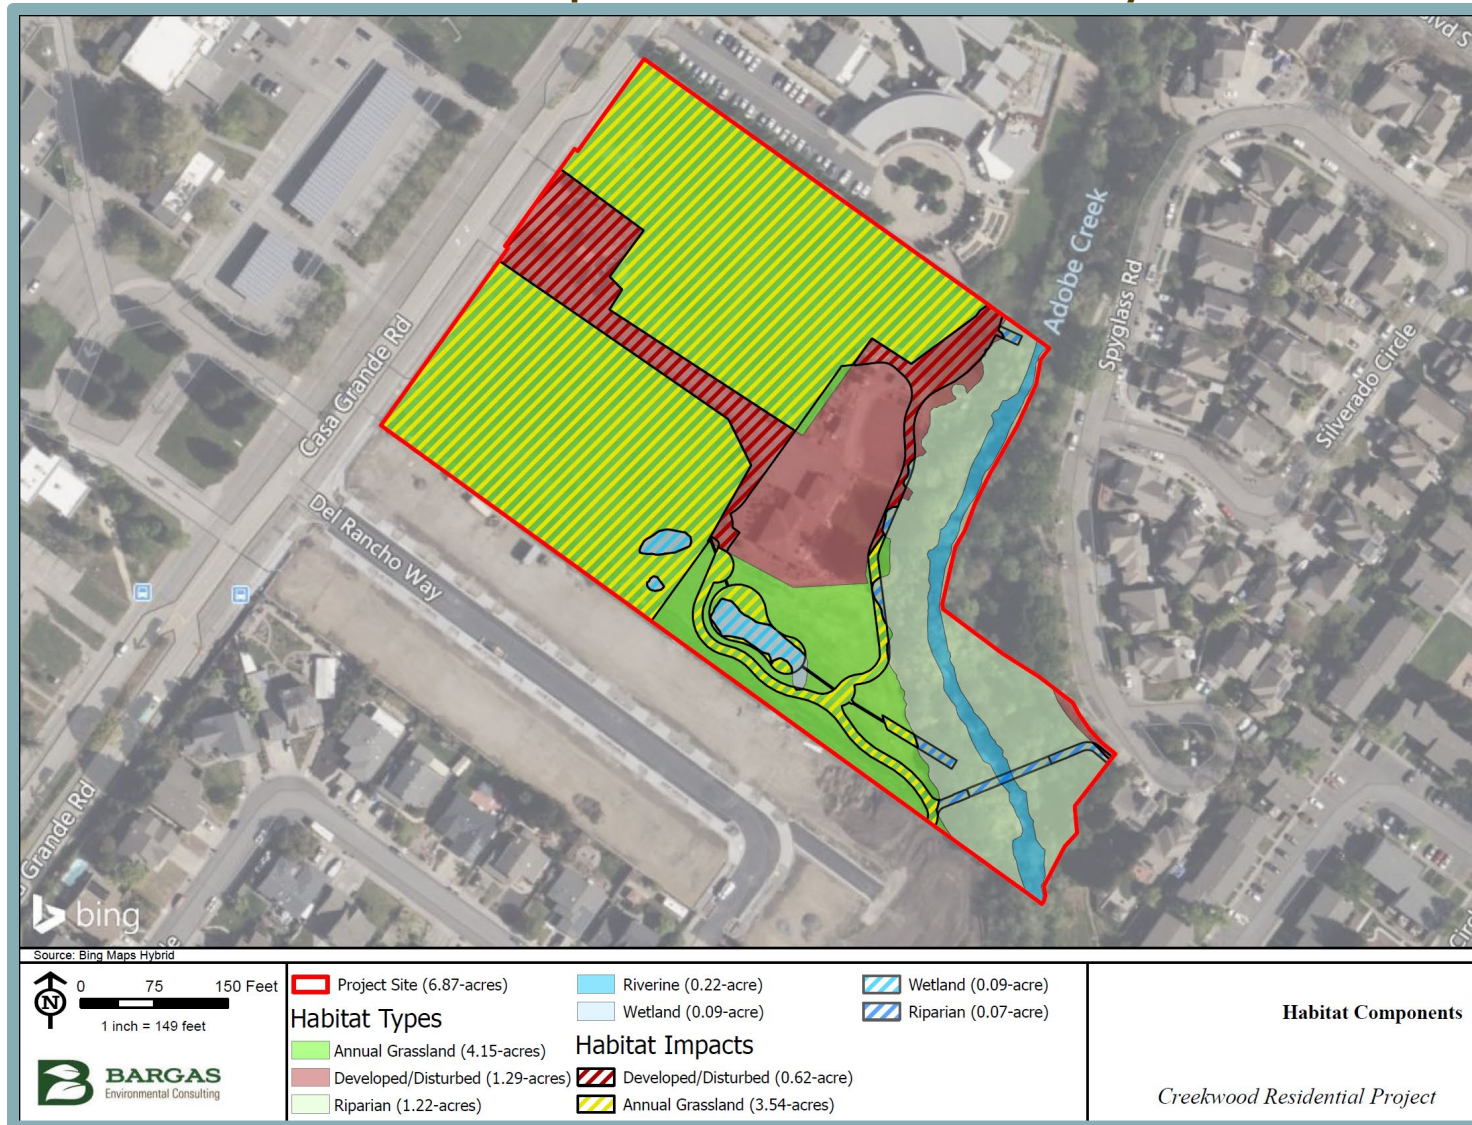 Blvd S
Adobe Creek
Spyglass Rd
Silverado Circle
Casa Grande Rd
Del Rancho Way
Grande Rd
bing
Source: Bing Maps Hybrid
N
0 75 150 Feet
1 inch = 149 feet
BARGAS
Environmental Consulting
Project Site (6.87-acres)
Habitat Types
Annual Grassland (4.15-acres)
Developed/Disturbed (1.29-acres)
Riparian (1.22-acres)
Riverine (0.22-acre)
Wetland (0.09-acre)
Habitat Impacts
Developed/Disturbed (0.62-acre)
Annual Grassland (3.54-acres)
Wetland (0.09-acre)
Riparian (0.07-acre)
Habitat Components
Creekwood Residential Project